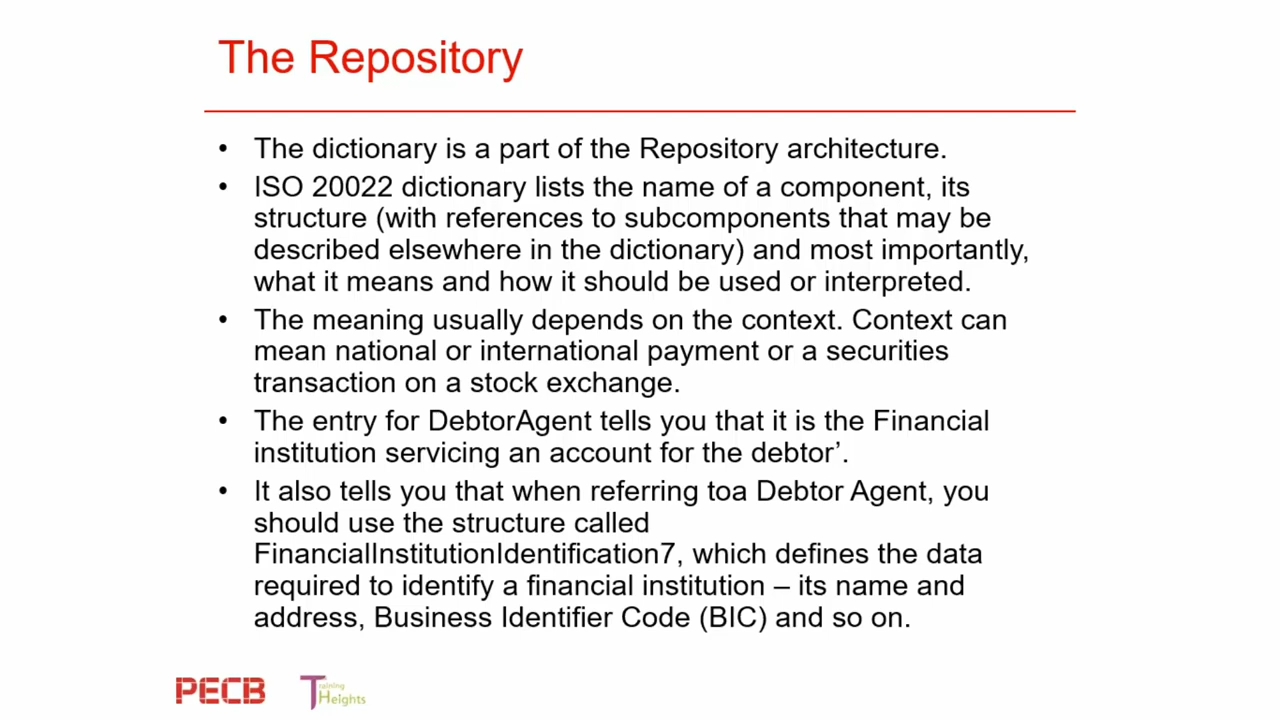 The Repository
• The dictionary is a part of the Repository architecture.
• ISO 20022 dictionary lists the name of a component, its
structure (with references to subcomponents that may be
described elsewhere in the dictionary) and most importantly,
what it means and how it should be used or interpreted.
• The meaning usually depends on the context. Context can
mean national or international payment or a securities
transaction on a stock exchange.
• The entry for DebtorAgent tells you that it is the Financial
institution servicing an account for the debtor’.
• It also tells you that when referring toa Debtor Agent, you
should use the structure called
FinancialInstitutionIdentification7, which defines the data
required to identify a financial institution – its name and
address, Business Identifier Code (BIC) and so on.
PECB
Training
Heights